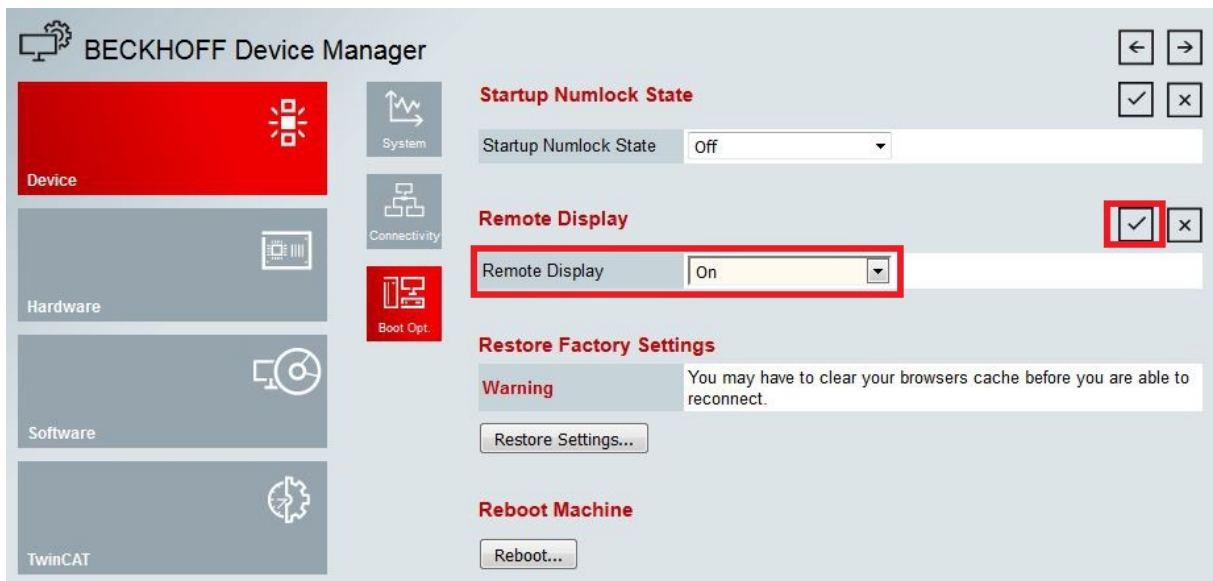 BECKHOFF Device Manager
Device
Hardware
Software
TwinCAT
System
Connectivity
Boot Opt.
Startup Numlock State
Startup Numlock State Off
Remote Display
Remote Display On
Restore Factory Settings
Warning You may have to clear your browsers cache before you are able to
reconnect.
Restore Settings...
Reboot Machine
Reboot...